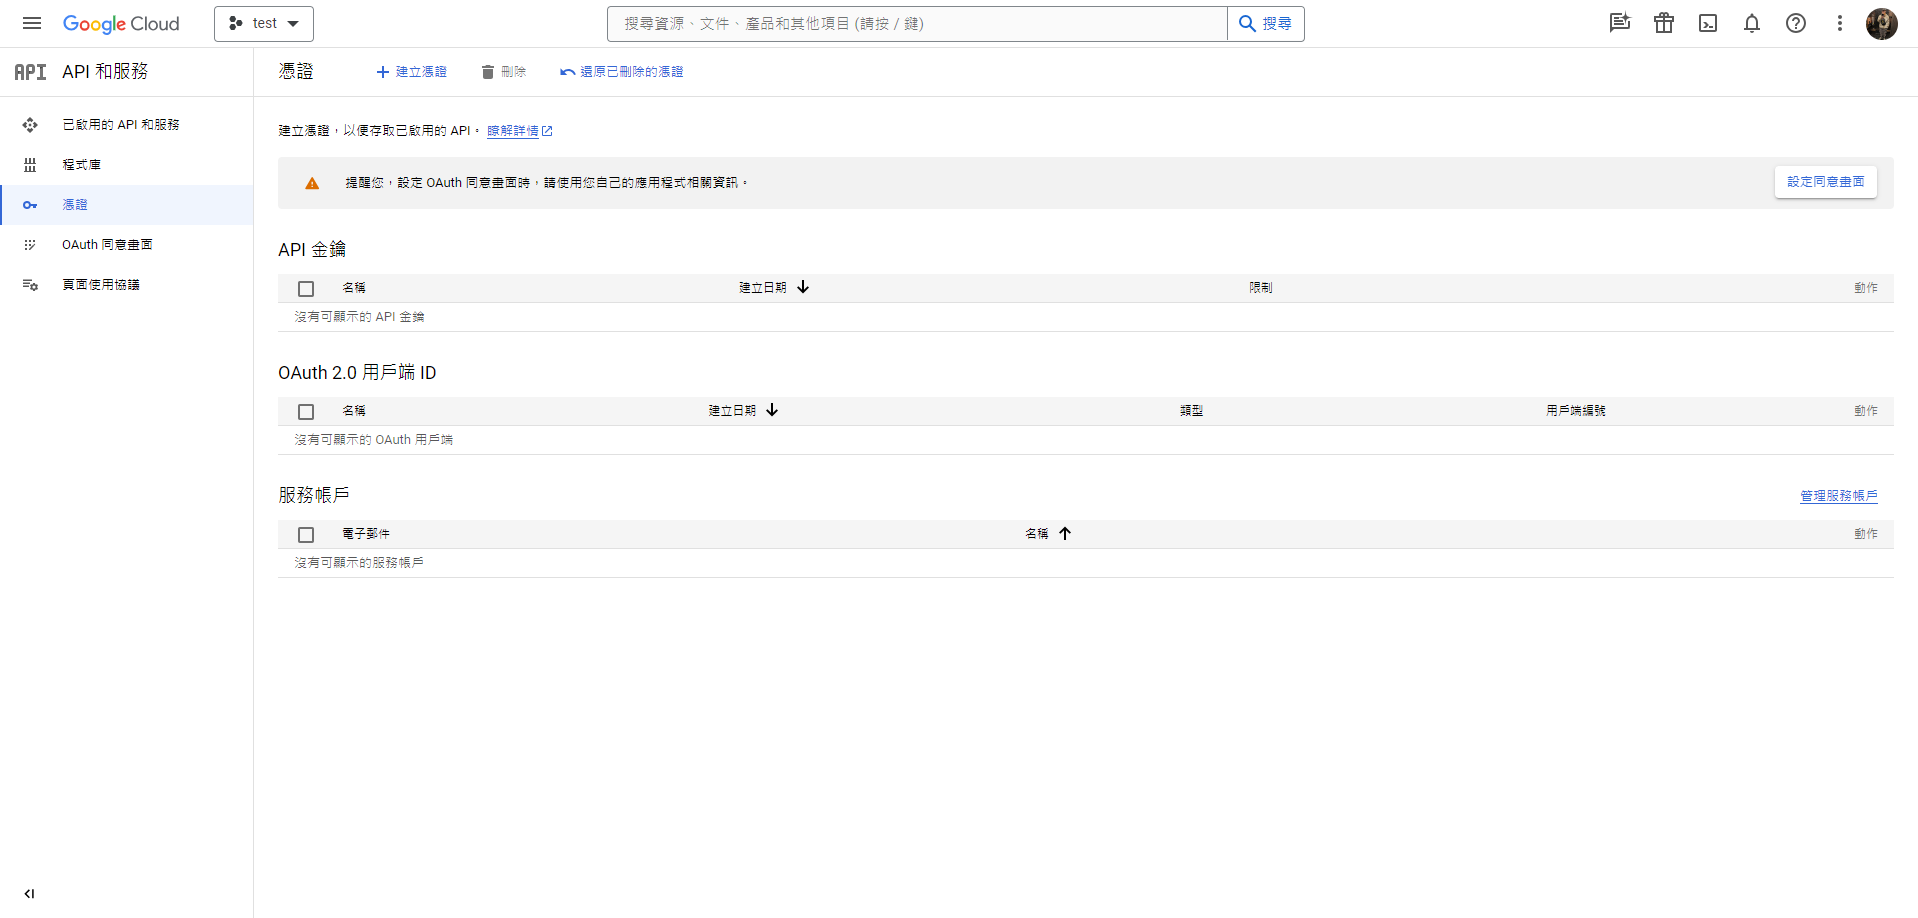 Google Cloud
test
搜尋資源、文件、產品和其他項目 (請按 / 鍵)
搜尋
API
API 和服務
憑證
建立憑證
刪除
還原已刪除的憑證
已啟用的 API 和服務
程式庫
憑證
OAuth 同意畫面
頁面使用協議
建立憑證，以便存取已啟用的 API。 瞭解詳情
提醒您，設定 OAuth 同意畫面時，請使用您自己的應用程式相關資訊。
設定同意畫面
API 金鑰
名稱 建立日期 限制 動作
沒有可顯示的 API 金鑰
OAuth 2.0 用戶端 ID
名稱 建立日期 類型 用戶端編號 動作
沒有可顯示的 OAuth 用戶端
服務帳戶
管理服務帳戶
電子郵件 名稱 動作
沒有可顯示的服務帳戶